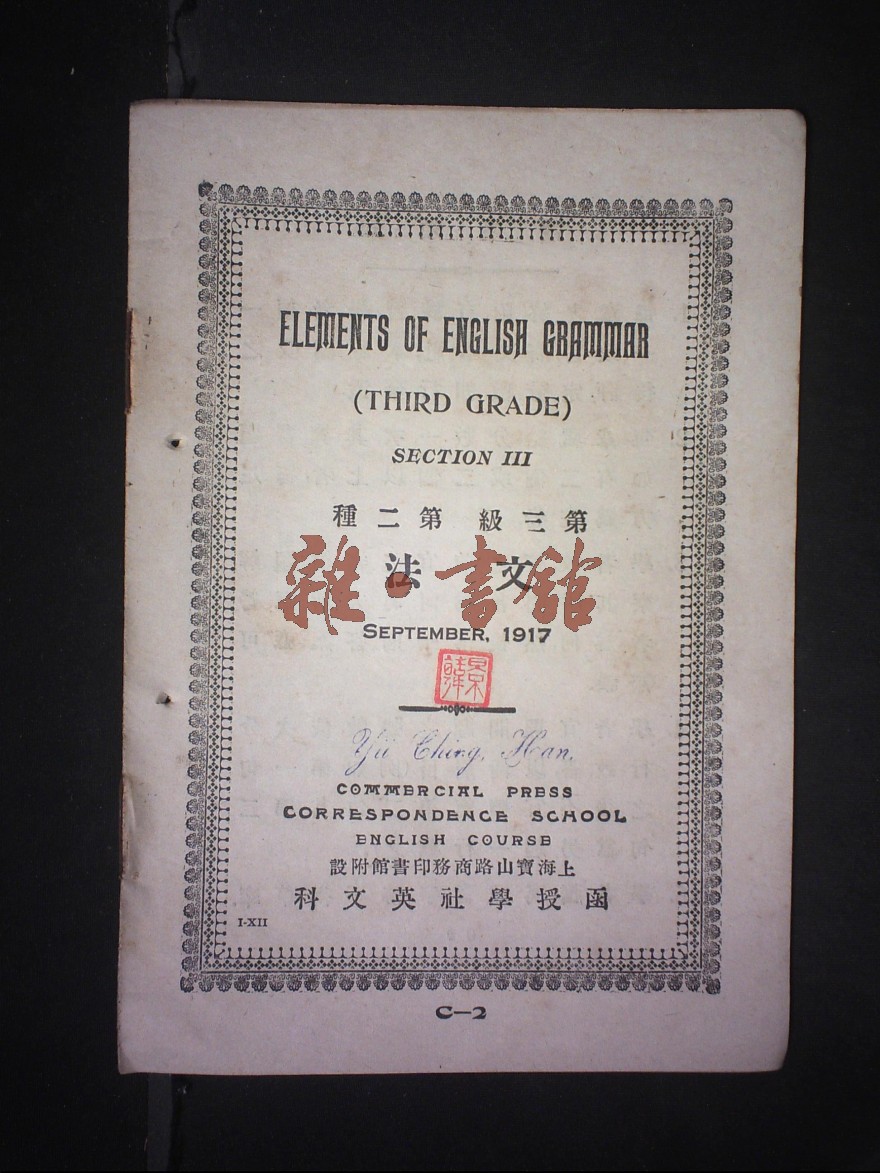 ELEMENTS OF ENGLISH GRAMMAR
(THIRD GRADE)
SECTION III
第三級 第二種
文法
雜·書館
SEPTEMBER, 1917
Yü Ching Han.
COMMERCIAL PRESS
CORRESPONDENCE SCHOOL
ENGLISH COURSE
上海寶山路商務印書館附設
函授學社英文科
I-XII
C-2